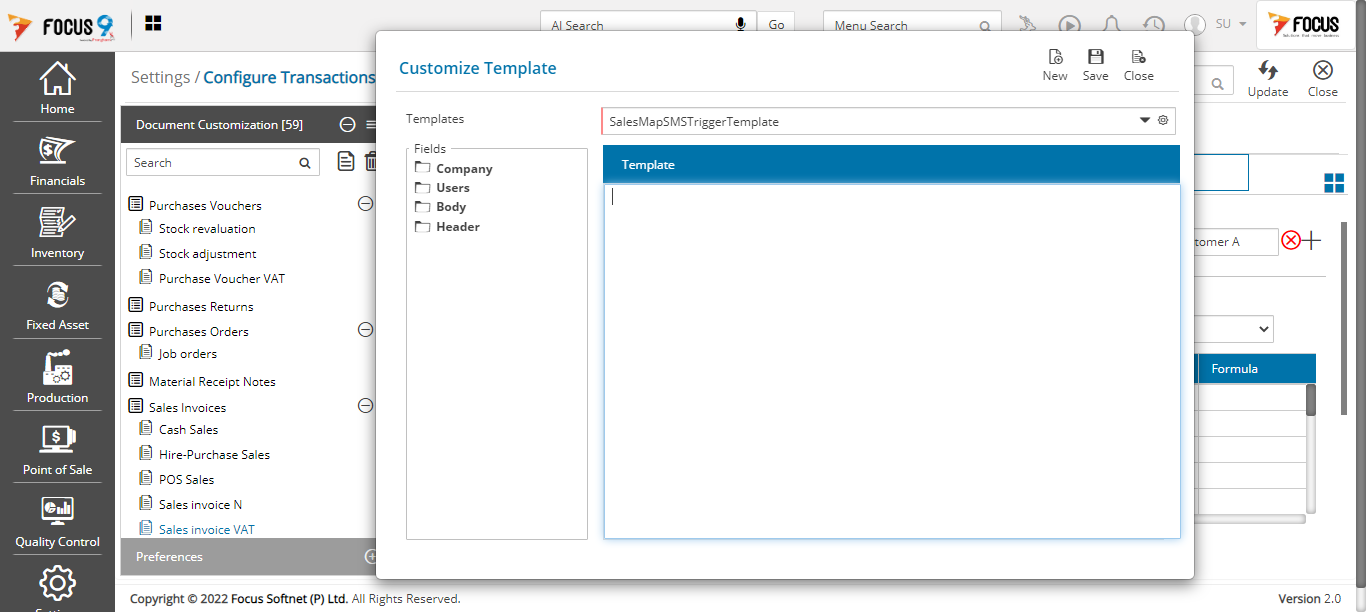 FOCUS 9
AI Search
Go
Menu Search
SU
FOCUS
Home
Financials
Inventory
Fixed Asset
Production
Point of Sale
Quality Control
Settings / Configure Transactions
Update
Close
Document Customization [59]
Search
Purchases Vouchers
Stock revaluation
Stock adjustment
Purchase Voucher VAT
Purchases Returns
Purchases Orders
Job orders
Material Receipt Notes
Sales Invoices
Cash Sales
Hire-Purchase Sales
POS Sales
Sales invoice N
Sales invoice VAT
Preferences
Customize Template
New
Save
Close
Templates
SalesMapSMSTriggerTemplate
Fields
Company
Users
Body
Header
Template
tomer A
Formula
Copyright © 2022 Focus Softnet (P) Ltd. All Rights Reserved.
Version 2.0